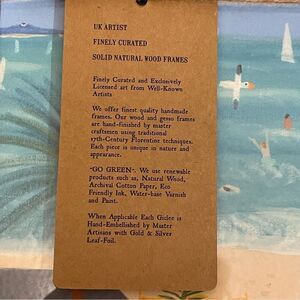 UK ARTIST
FINELY CURATED
SOLID NATURAL WOOD FRAMES
Finely Curated and Exclusively
Licensed art from Well-Known
Artists
We offer finest quality handmade
frames. Our wood and gesso frames
are hand-finished by master
craftsmen using traditional
17th-Century Florentine techniques.
Each piece is unique in nature and
appearance.
"GO GREEN". We use renewable
products such as, Natural Wood,
Archival Cotton Paper, Eco
Friendly Ink, Water-base Varnish
and Paint.
When Applicable Each Giclee is
Hand-Embellished by Master
Artisans with Gold & Silver
Leaf-Foil.